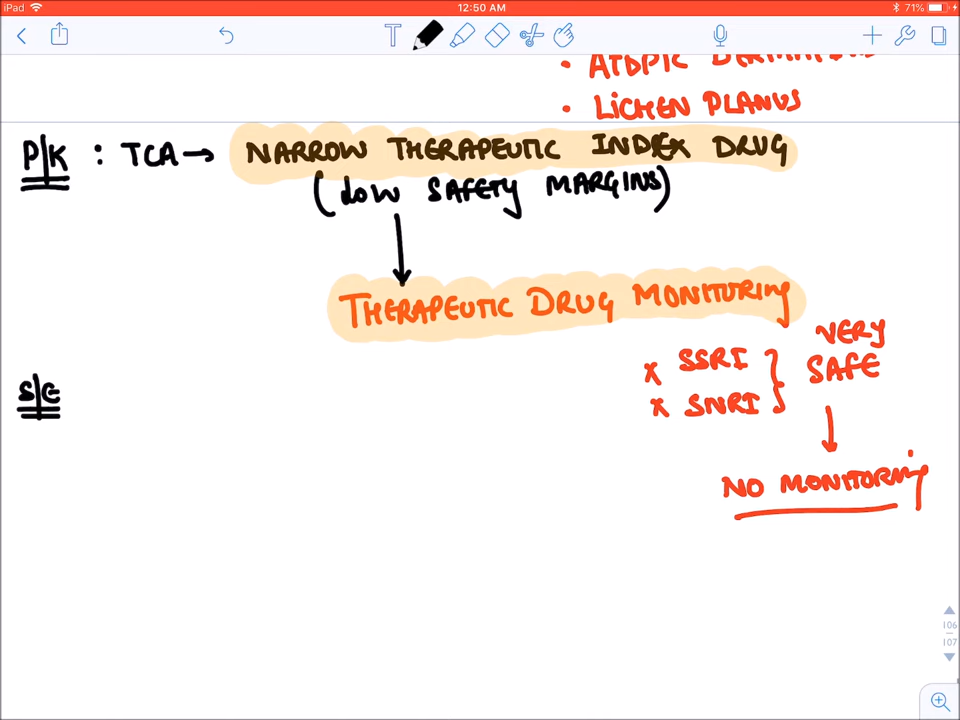 iPad 12:50 AM 71%
T
• ATOPIC
• LICHEN PLANUS
P|K : TCA → NARROW THERAPEUTIC INDEX DRUG
(LOW SAFETY MARGINS)
THERAPEUTIC DRUG MONITORING
VERY
x SSRI } SAFE
x SNRI
S|E
NO MONITORING
106
107